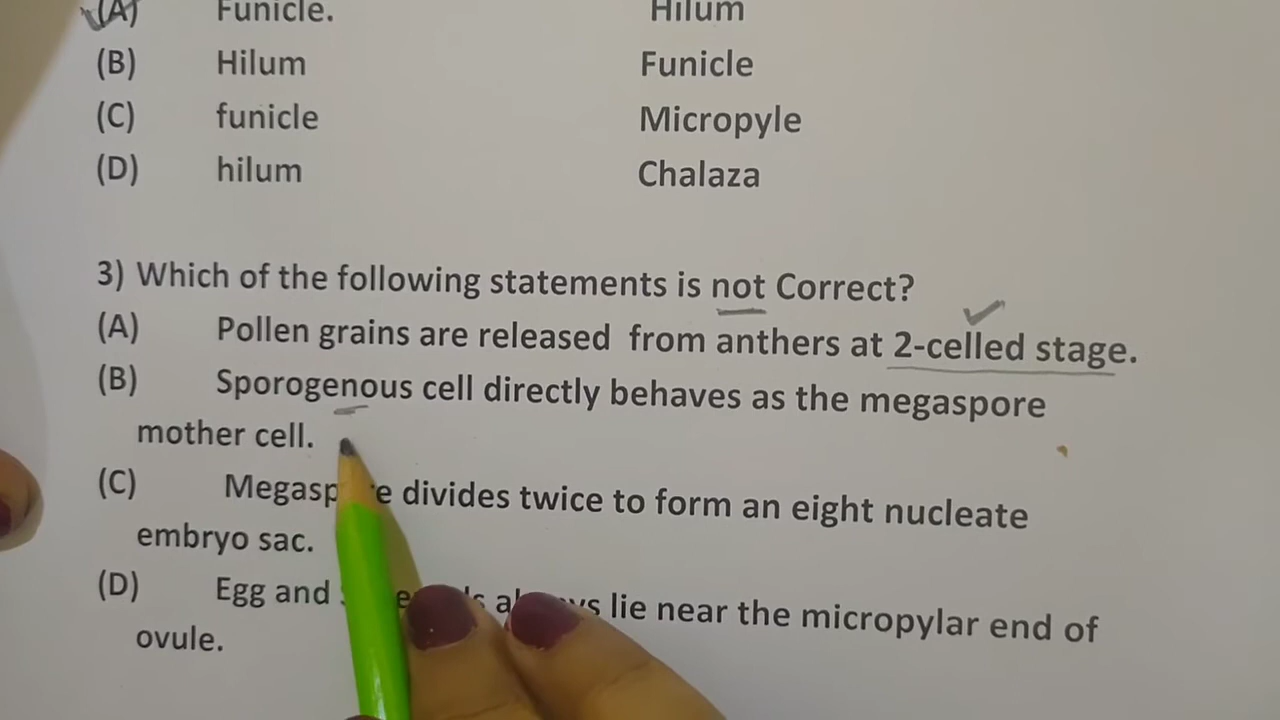 (A) Funicle. Hilum
(B) Hilum Funicle
(C) funicle Micropyle
(D) hilum Chalaza
3) Which of the following statements is not Correct?
(A) Pollen grains are released from anthers at 2-celled stage.
(B) Sporogenous cell directly behaves as the megaspore
mother cell.
(C) Megaspore divides twice to form an eight nucleate
embryo sac.
(D) Egg and always lie near the micropylar end of
ovule.